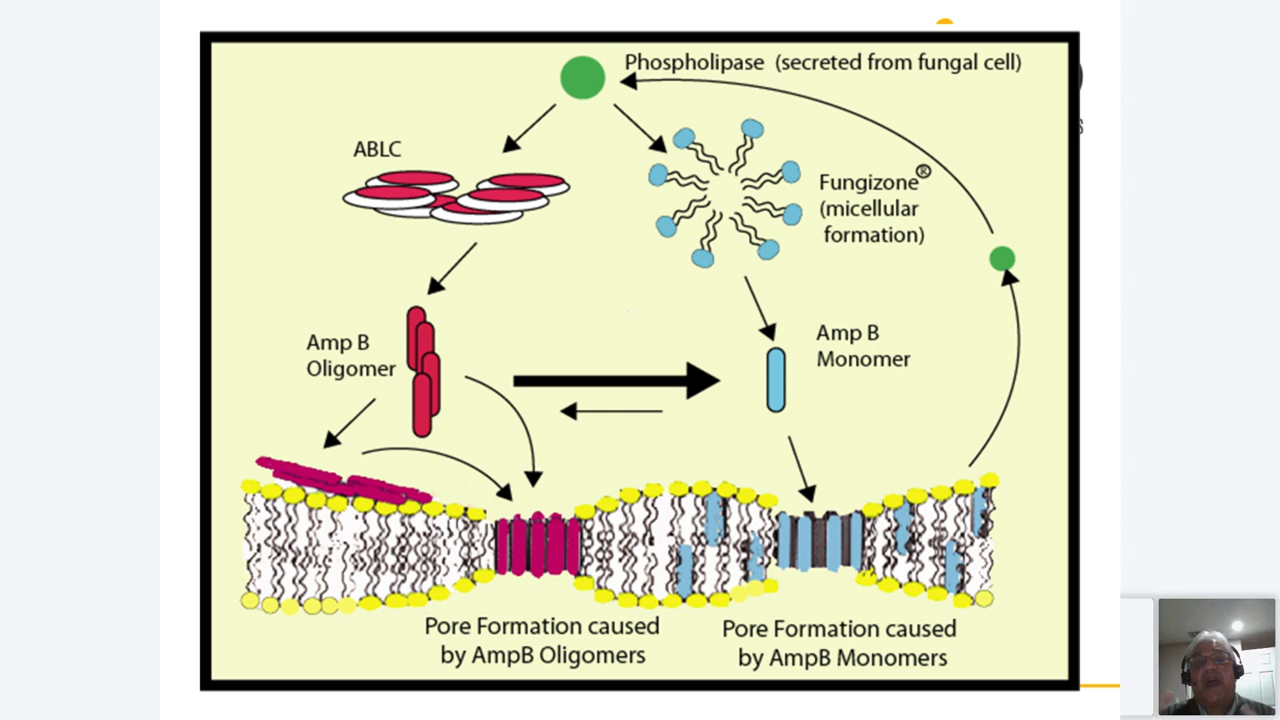 Phospholipase (secreted from fungal cell)
ABLC
Fungizone®
(micellular
formation)
Amp B
Oligomer
Amp B
Monomer
Pore Formation caused
by AmpB Oligomers
Pore Formation caused
by AmpB Monomers